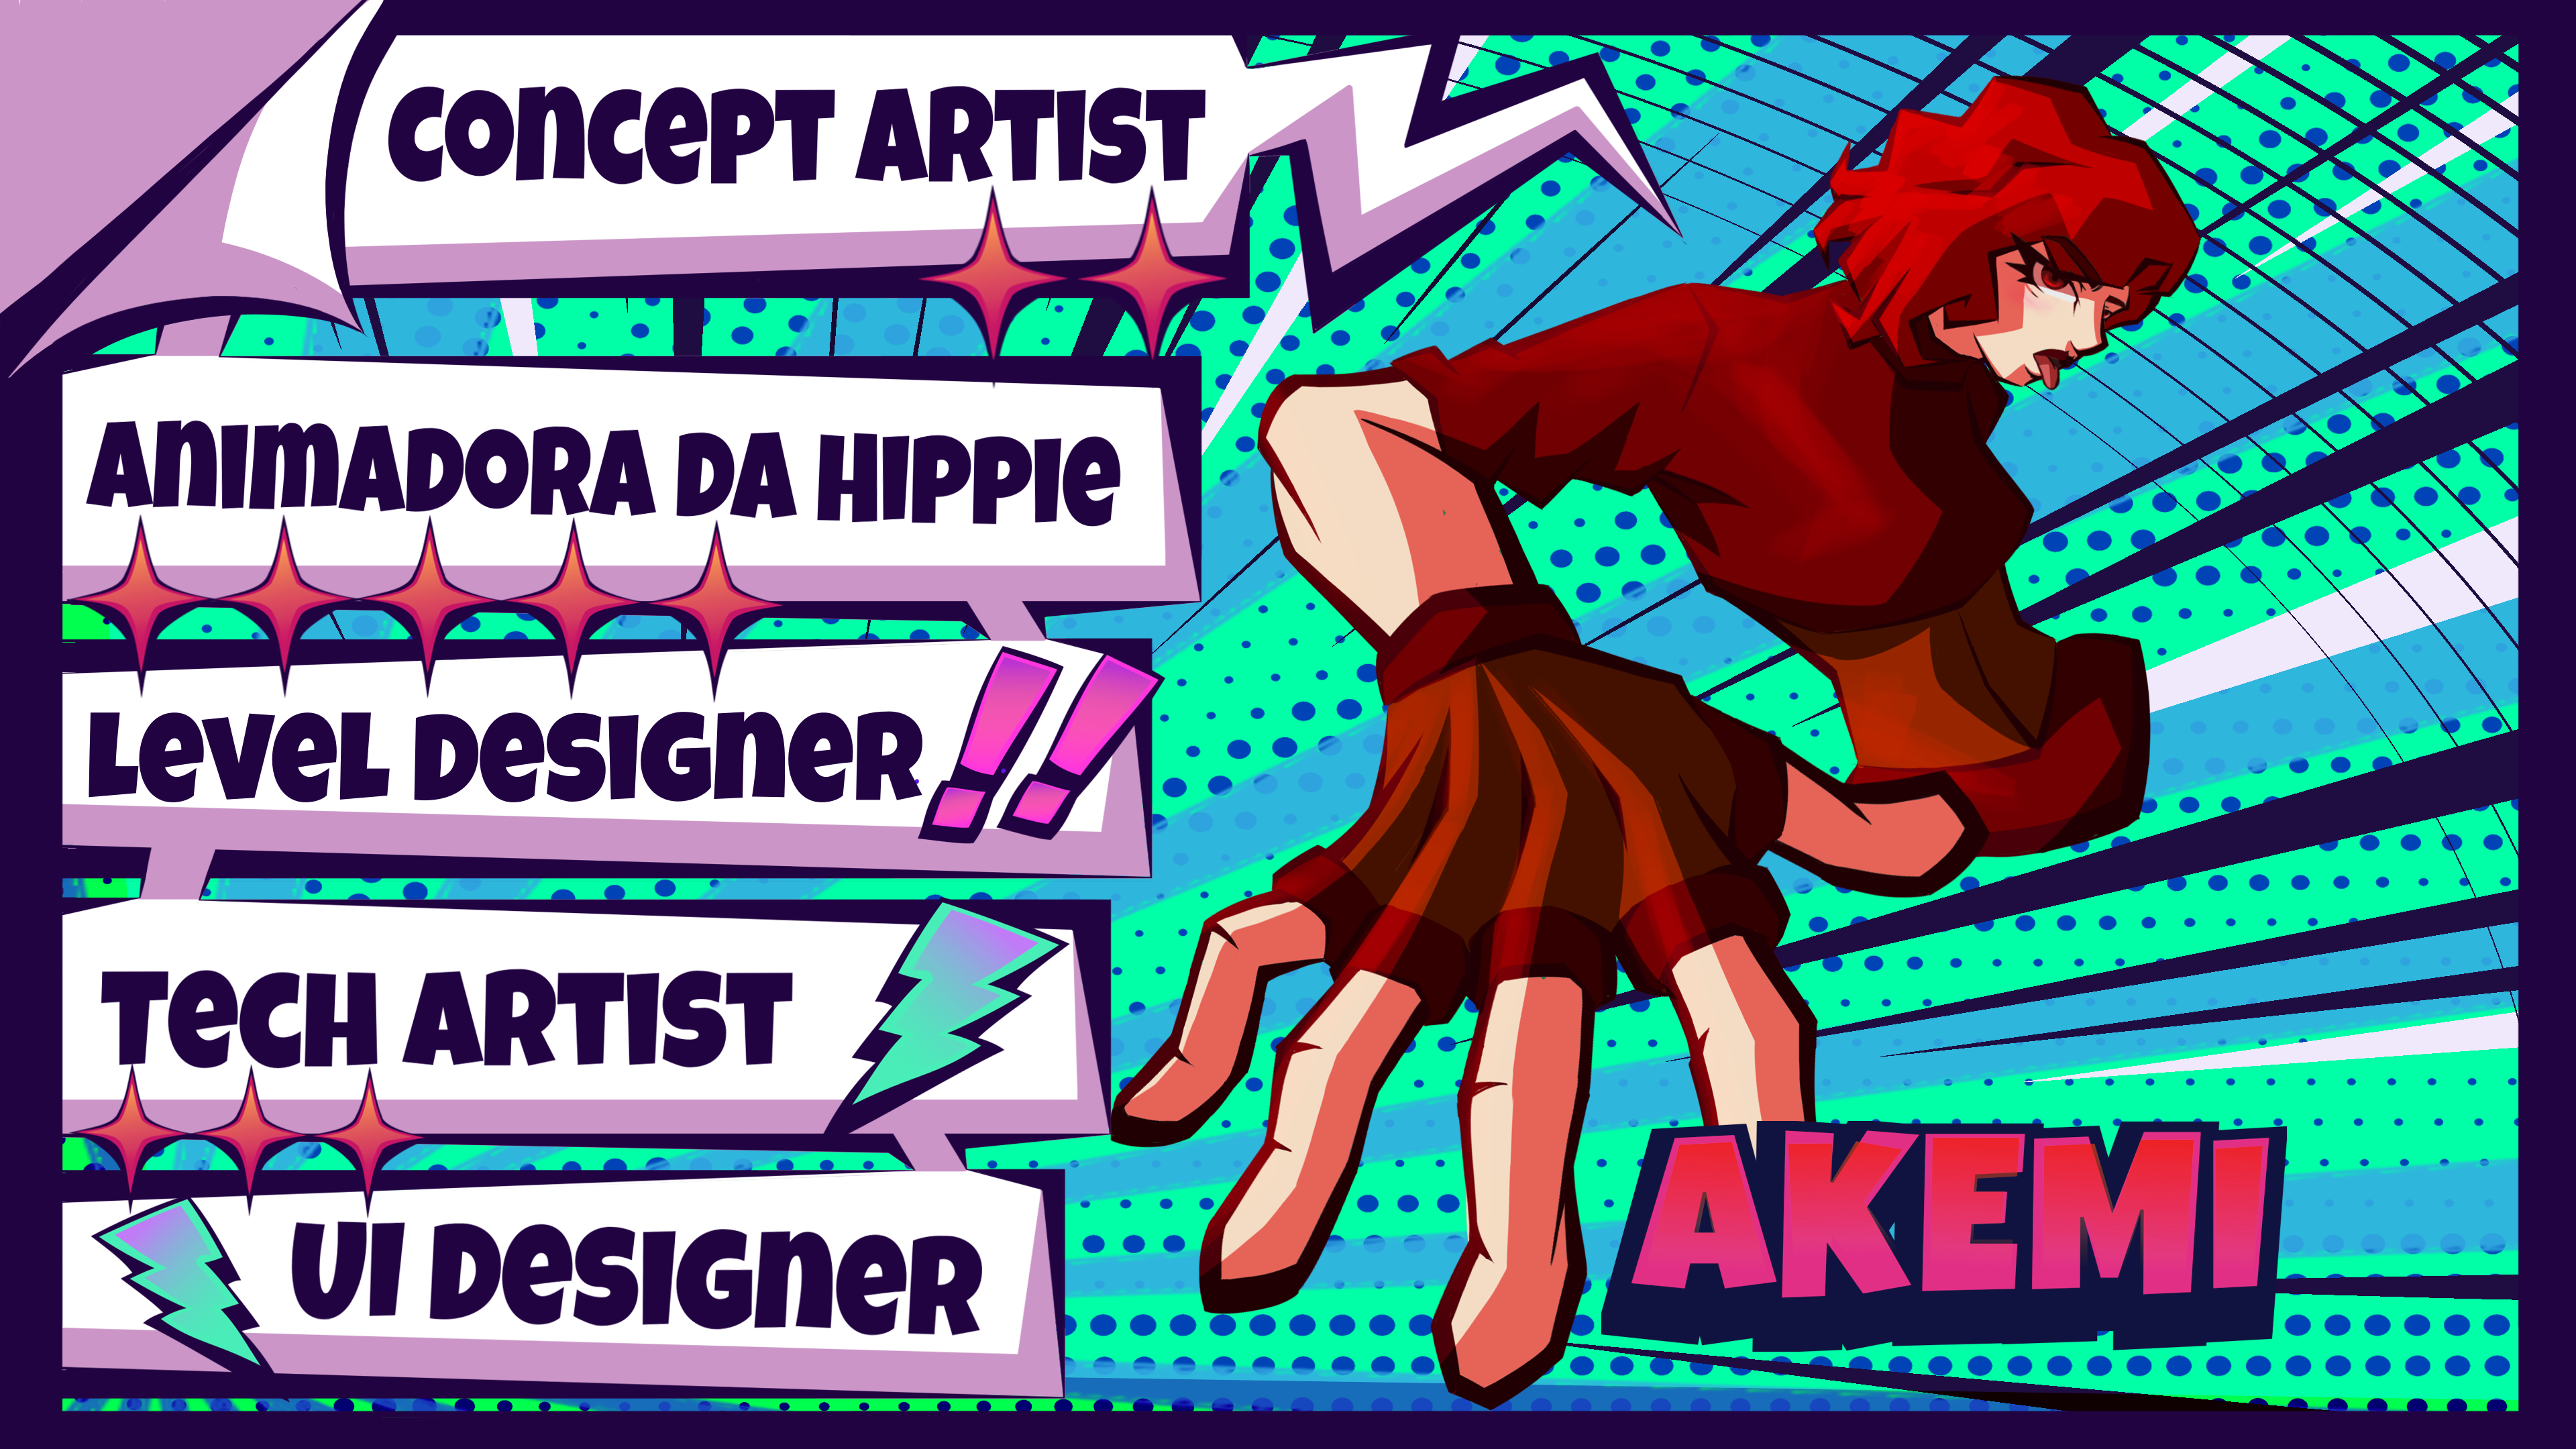 CONCEPT ARTIST
ANIMADORA DA HIPPIE
LEVEL DESIGNER!!
TECH ARTIST
UI DESIGNER
AKEMI